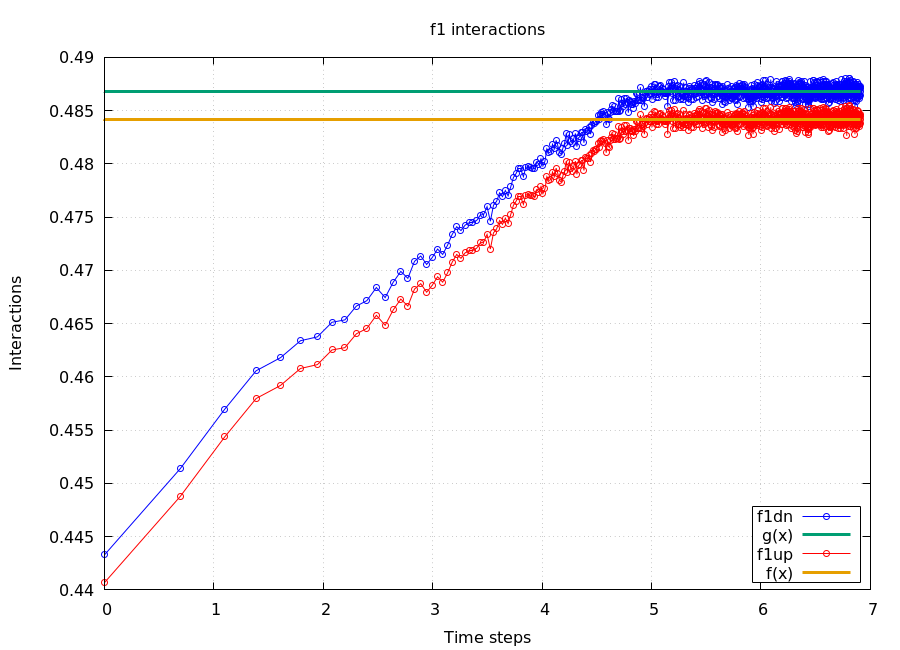 f1 interactions
0.49
0.485
0.48
0.475
0.47
0.465
0.46
0.455
0.45
0.445
0.44
Interactions
0 1 2 3 4 5 6 7
Time steps
f1dn
g(x)
f1up
f(x)